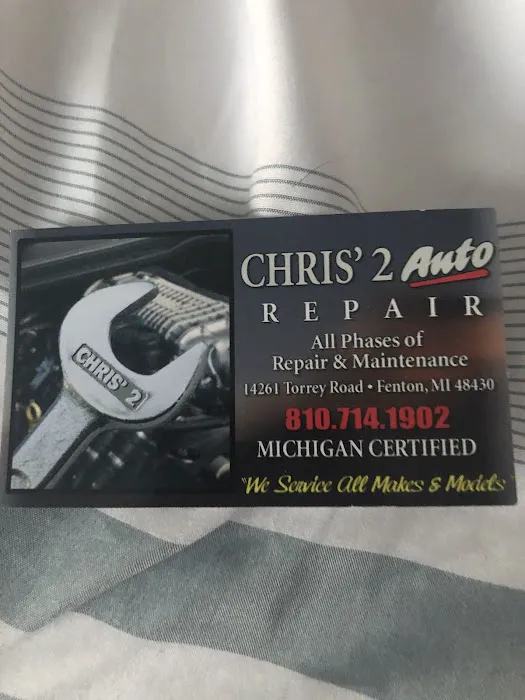 CHRIS' 2 Auto
REPAIR
All Phases of
Repair & Maintenance
14261 Torrey Road • Fenton, MI 48430
810.714.1902
MICHIGAN CERTIFIED
"We Service All Makes & Models"
CHRIS' 2